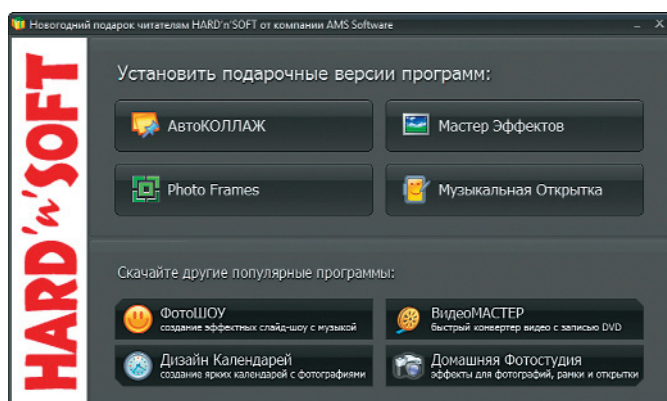 Новогодний подарок читателям HARD'n'SOFT от компании AMS Software
HARD'n'SOFT
Установить подарочные версии программ:
АвтоКОЛЛАЖ
Мастер Эффектов
Photo Frames
Музыкальная Открытка
Скачайте другие популярные программы:
ФотоШОУ
создание эффектных слайд-шоу с музыкой
ВидеоМАСТЕР
быстрый конвертер видео с записью DVD
Дизайн Календарей
создание ярких календарей с фотографиями
Домашняя Фотостудия
эффекты для фотографий, рамки и открытки